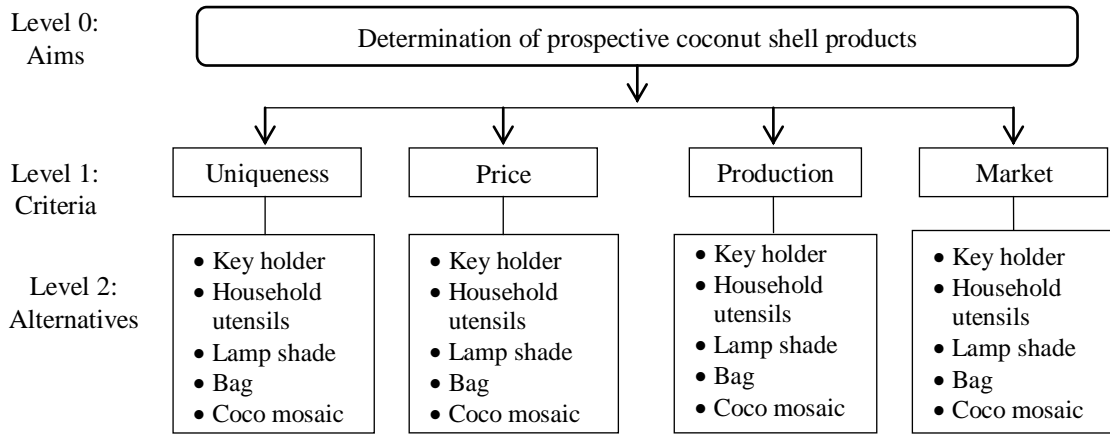 Level 0:
Aims
Determination of prospective coconut shell products
Level 1:
Criteria
Uniqueness
Price
Production
Market
Level 2:
Alternatives
• Key holder
• Household
utensils
• Lamp shade
• Bag
• Coco mosaic
• Key holder
• Household
utensils
• Lamp shade
• Bag
• Coco mosaic
• Key holder
• Household
utensils
• Lamp shade
• Bag
• Coco mosaic
• Key holder
• Household
utensils
• Lamp shade
• Bag
• Coco mosaic